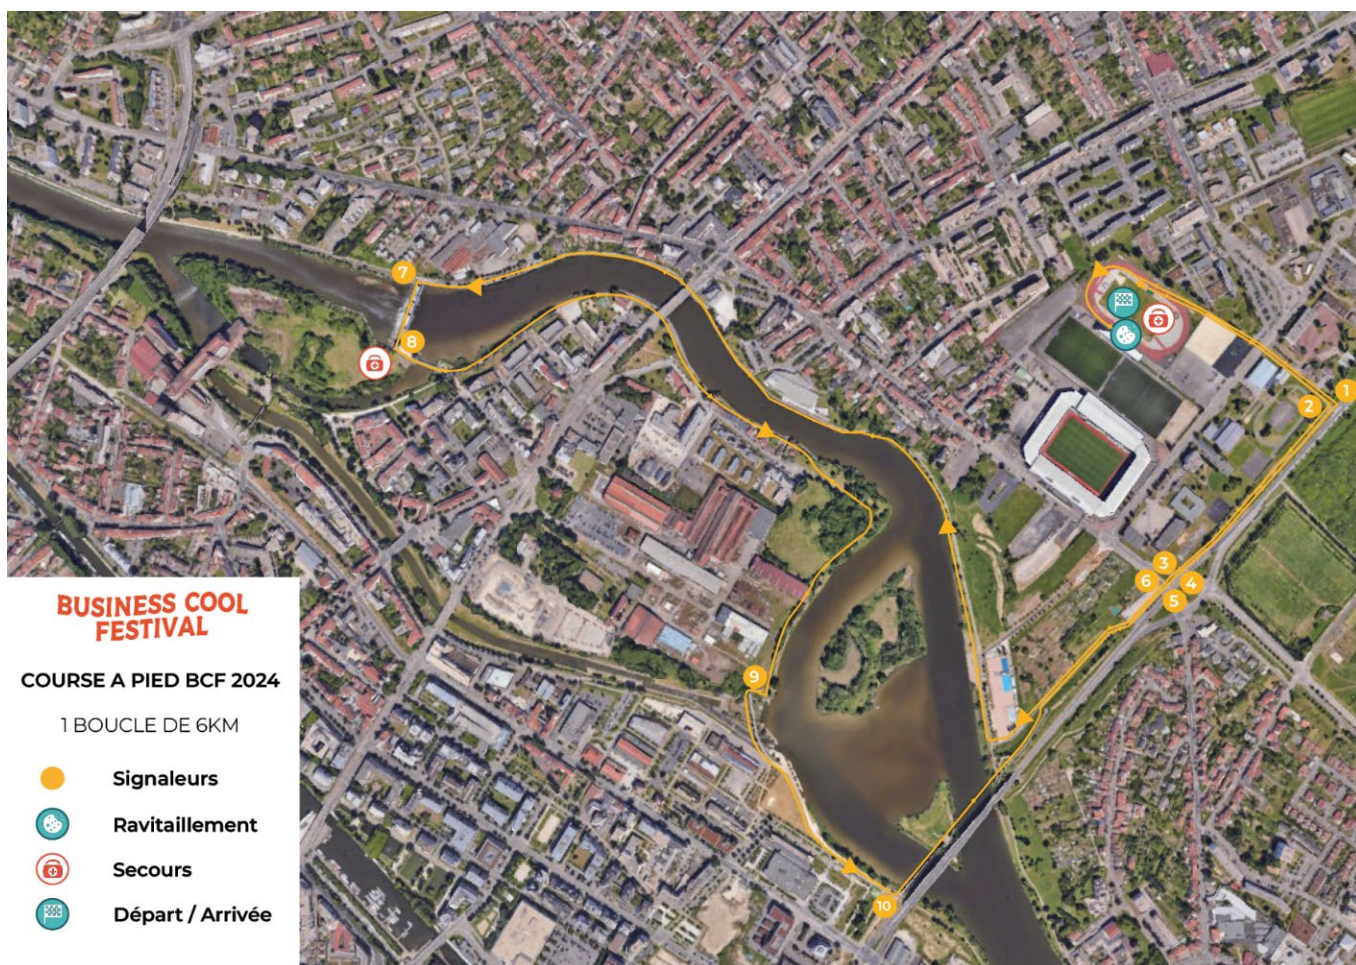 BUSINESS COOL
FESTIVAL
COURSE A PIED BCF 2024
1 BOUCLE DE 6KM
Signaleurs
Ravitaillement
Secours
Départ / Arrivée
7
8
1
2
3
6
4
5
9
10